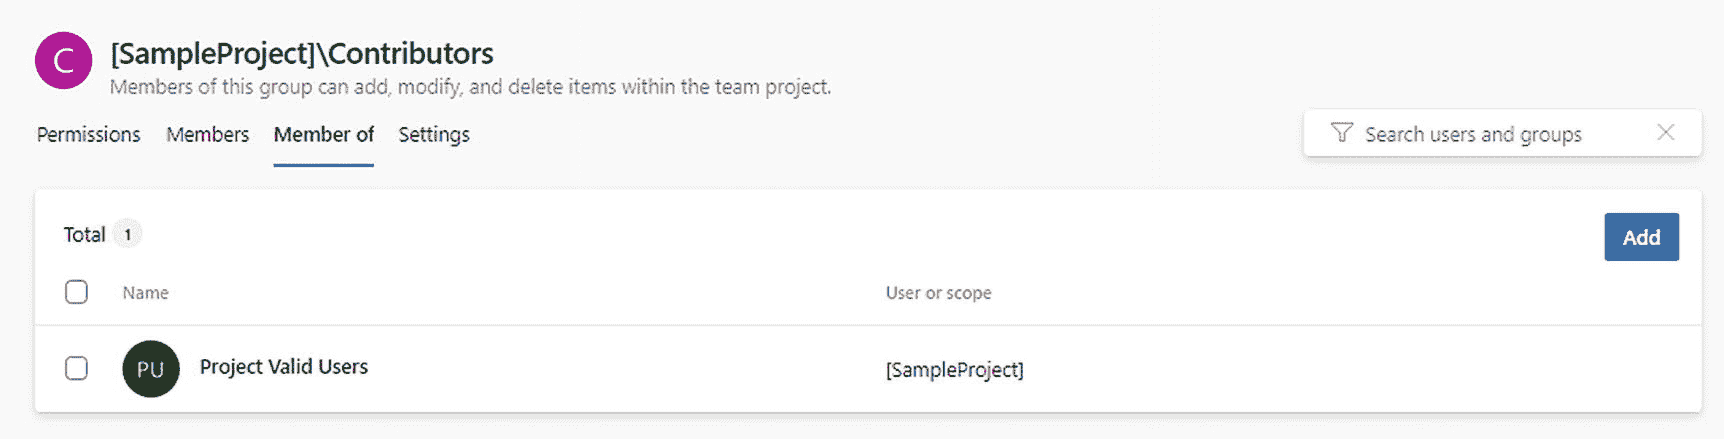 C
[SampleProject]\Contributors
Members of this group can add, modify, and delete items within the team project.
Permissions Members Member of Settings
Search users and groups
Total 1
Add
Name User or scope
PU Project Valid Users [SampleProject]